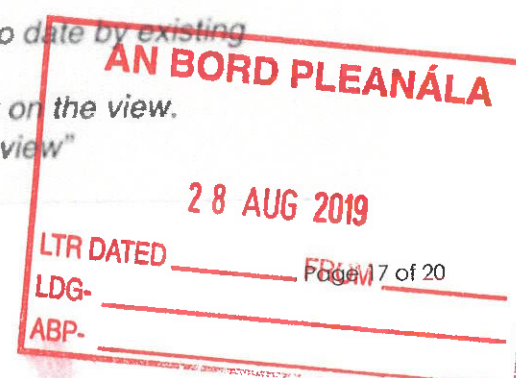 o date by existing
AN BORD PLEANÁLA
on the view.
view"
28 AUG 2019
LTR DATED FROM
Page 17 of 20
LDG-
ABP-